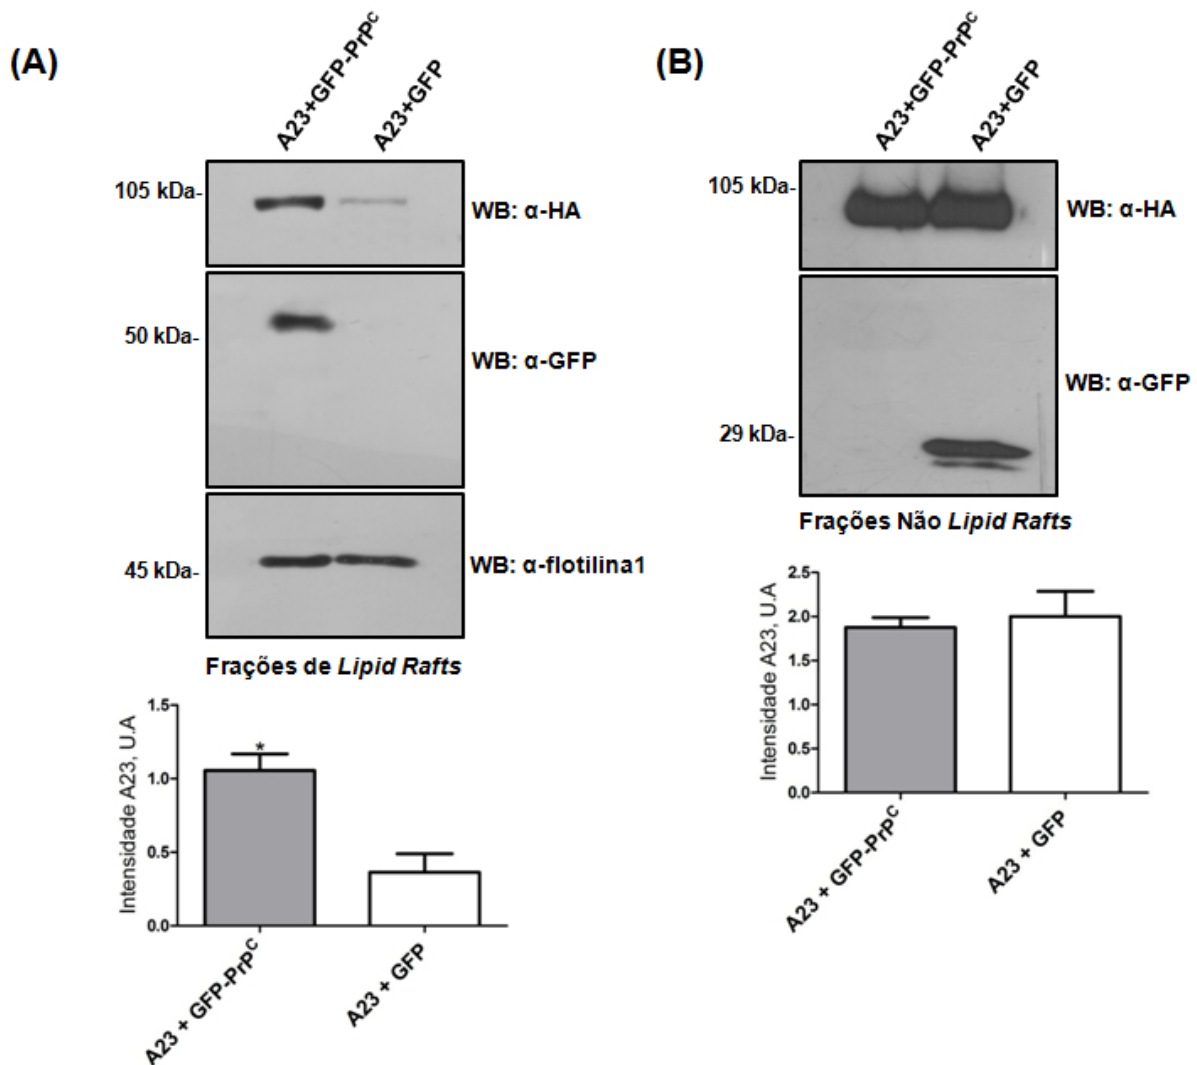 (A)
A23+GFP-PrPᶜ
A23+GFP
105 kDa-
WB: α-HA
50 kDa-
WB: α-GFP
45 kDa-
WB: α-flotilina1
Frações de Lipid Rafts
Intensidade A23, U.A
1.5
1.0
0.5
0.0
*
A23 + GFP-PrPᶜ
A23 + GFP
(B)
A23+GFP-PrPᶜ
A23+GFP
105 kDa-
WB: α-HA
WB: α-GFP
29 kDa-
Frações Não Lipid Rafts
Intensidade A23, U.A
2.5
2.0
1.5
1.0
0.5
0.0
A23 + GFP-PrPᶜ
A23 + GFP